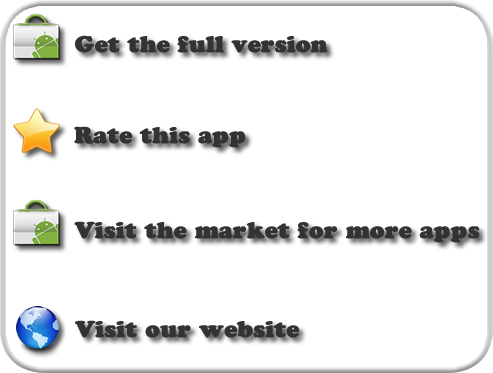 Get the full version
Rate this app
Visit the market for more apps
Visit our website